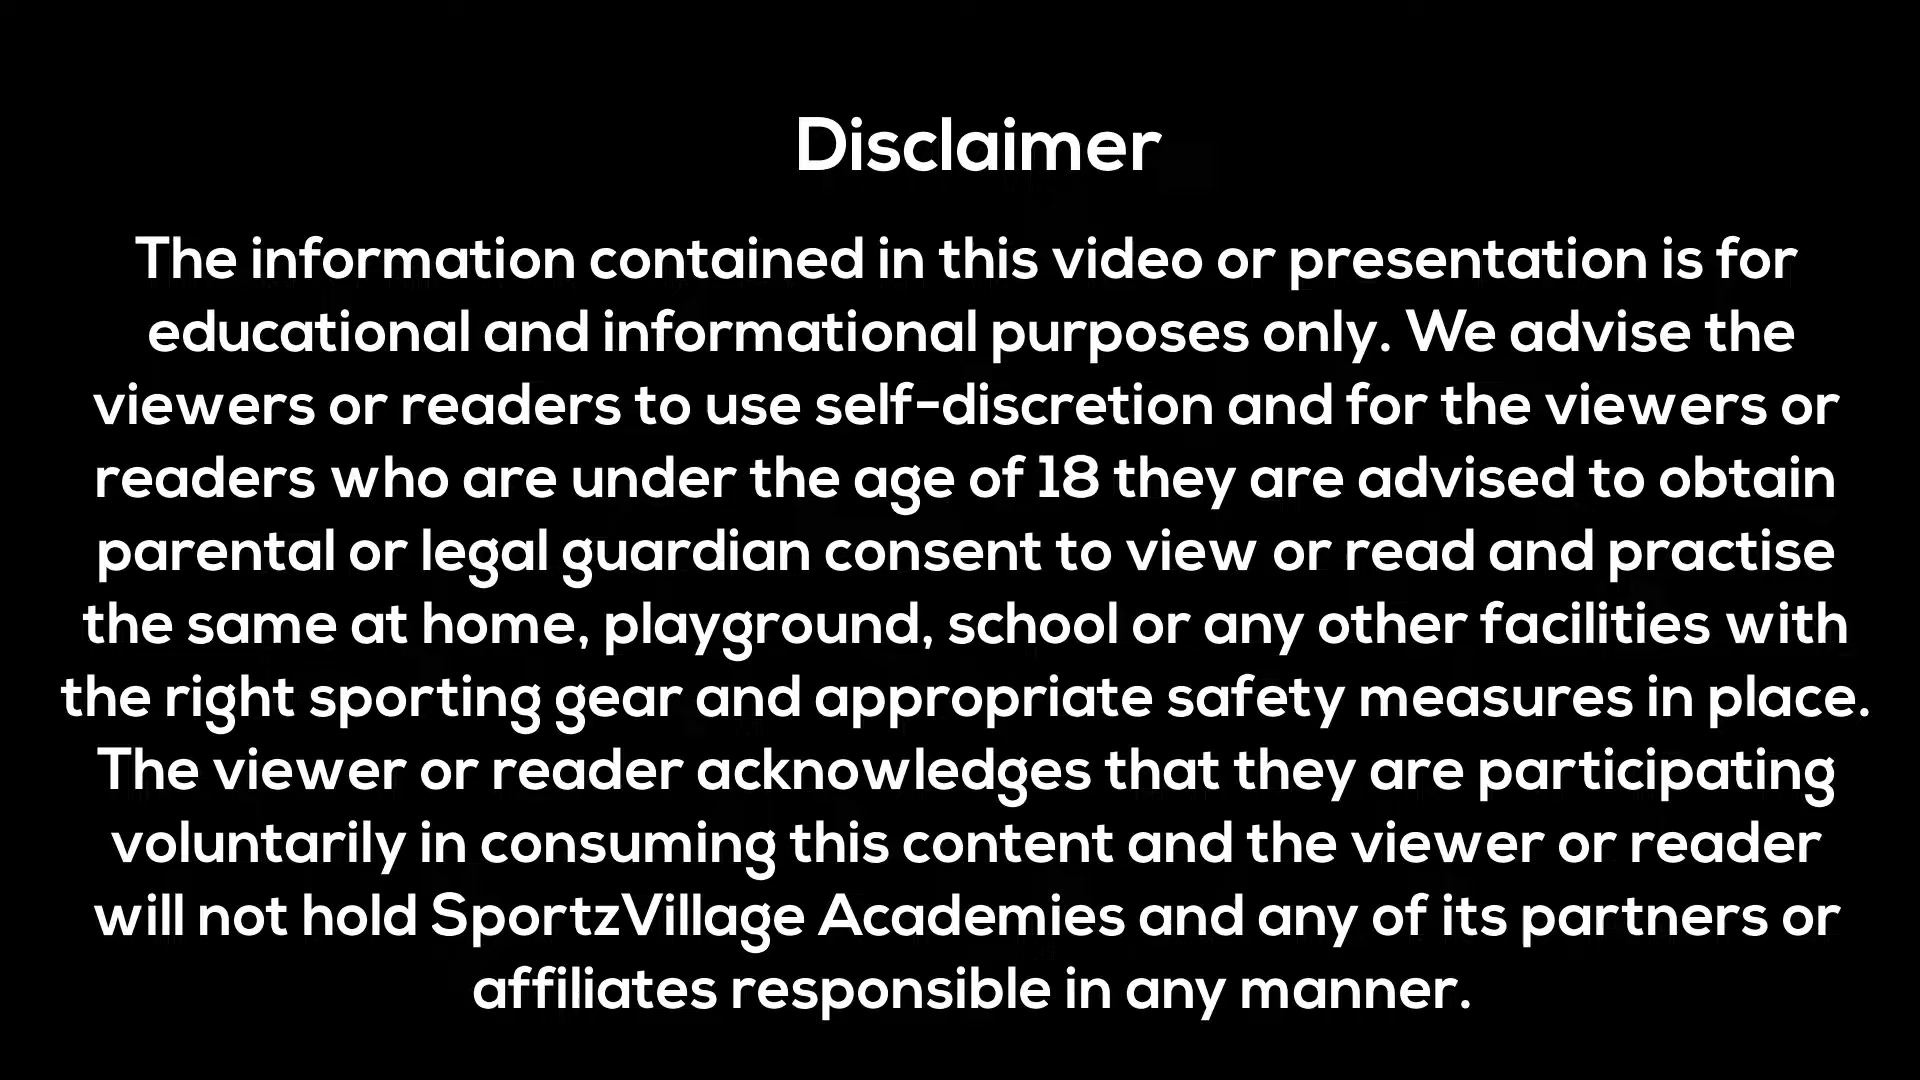 Disclaimer
The information contained in this video or presentation is for
educational and informational purposes only. We advise the
viewers or readers to use self-discretion and for the viewers or
readers who are under the age of 18 they are advised to obtain
parental or legal guardian consent to view or read and practise
the same at home, playground, school or any other facilities with
the right sporting gear and appropriate safety measures in place.
The viewer or reader acknowledges that they are participating
voluntarily in consuming this content and the viewer or reader
will not hold SportzVillage Academies and any of its partners or
affiliates responsible in any manner.